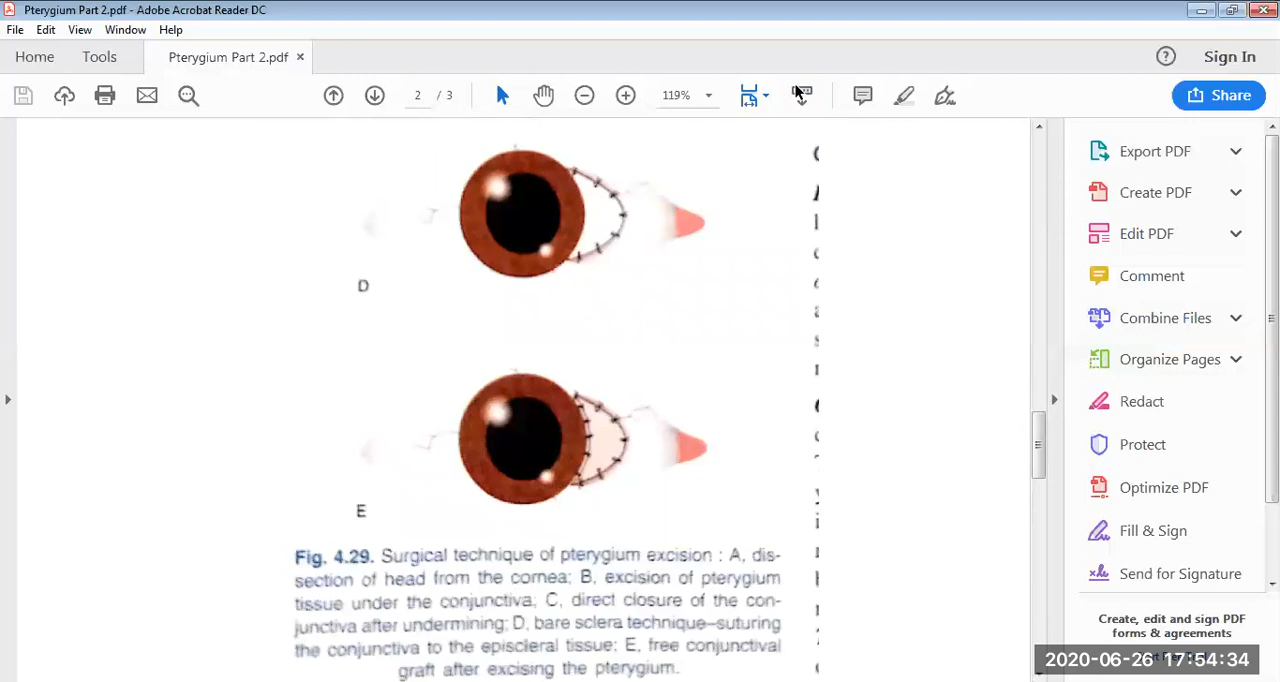 Pterygium Part 2.pdf - Adobe Acrobat Reader DC
File Edit View Window Help
Home Tools Pterygium Part 2.pdf × Sign In
2 / 3 119% Share
Export PDF
Create PDF
Edit PDF
Comment
Combine Files
Organize Pages
Redact
Protect
Optimize PDF
Fill & Sign
Send for Signature
Create, edit and sign PDF
forms & agreements
2020-06-26 17:54:34
D
E
Fig. 4.29. Surgical technique of pterygium excision : A, dis-
section of head from the cornea; B, excision of pterygium
tissue under the conjunctiva; C, direct closure of the con-
junctiva after undermining; D, bare sclera technique–suturing
the conjunctiva to the episcleral tissue; E, free conjunctival
graft after excising the pterygium.